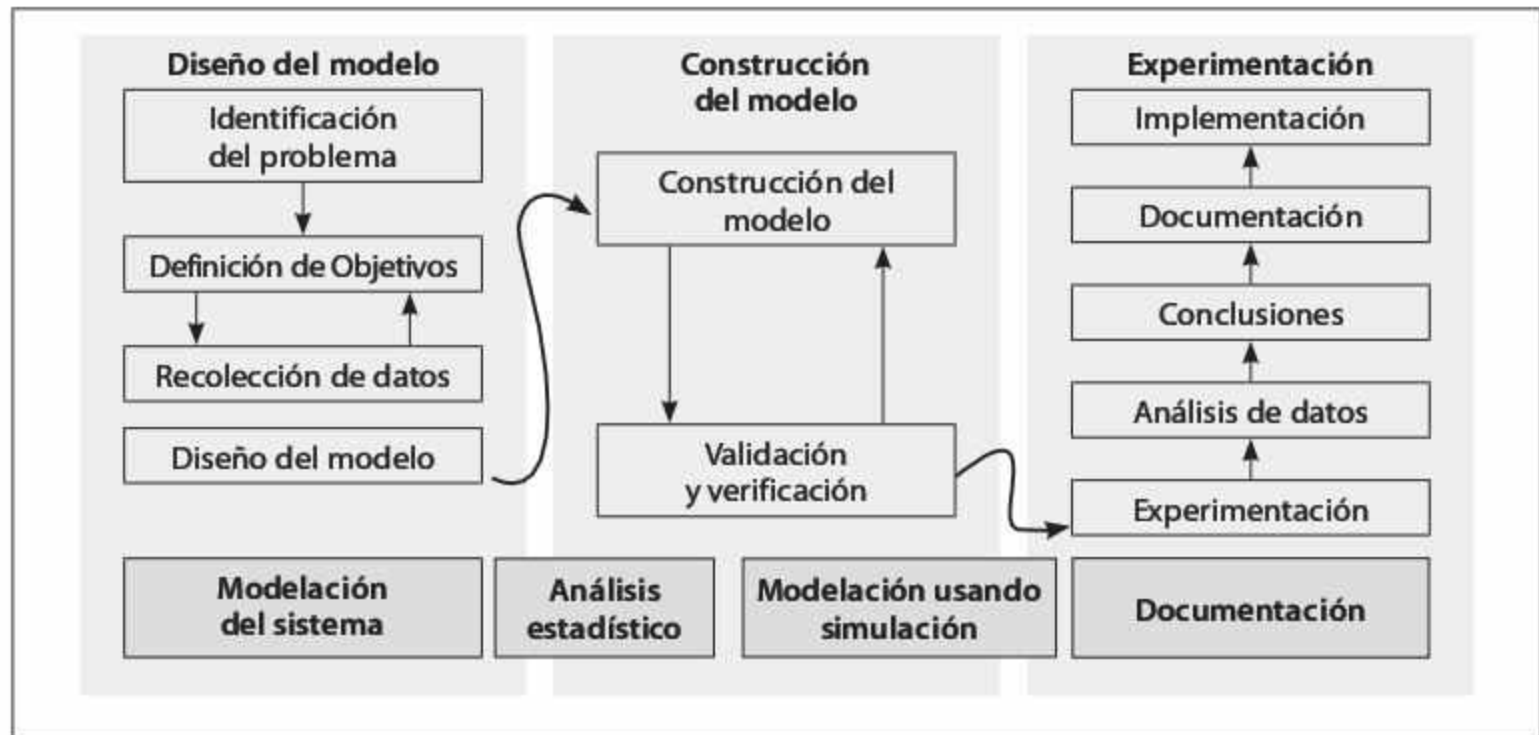 Diseño del modelo
Identificación
del problema
Definición de Objetivos
Recolección de datos
Diseño del modelo
Construcción
del modelo
Construcción del
modelo
Validación
y verificación
Experimentación
Implementación
Documentación
Conclusiones
Análisis de datos
Experimentación
Modelación
del sistema
Análisis
estadístico
Modelación usando
simulación
Documentación